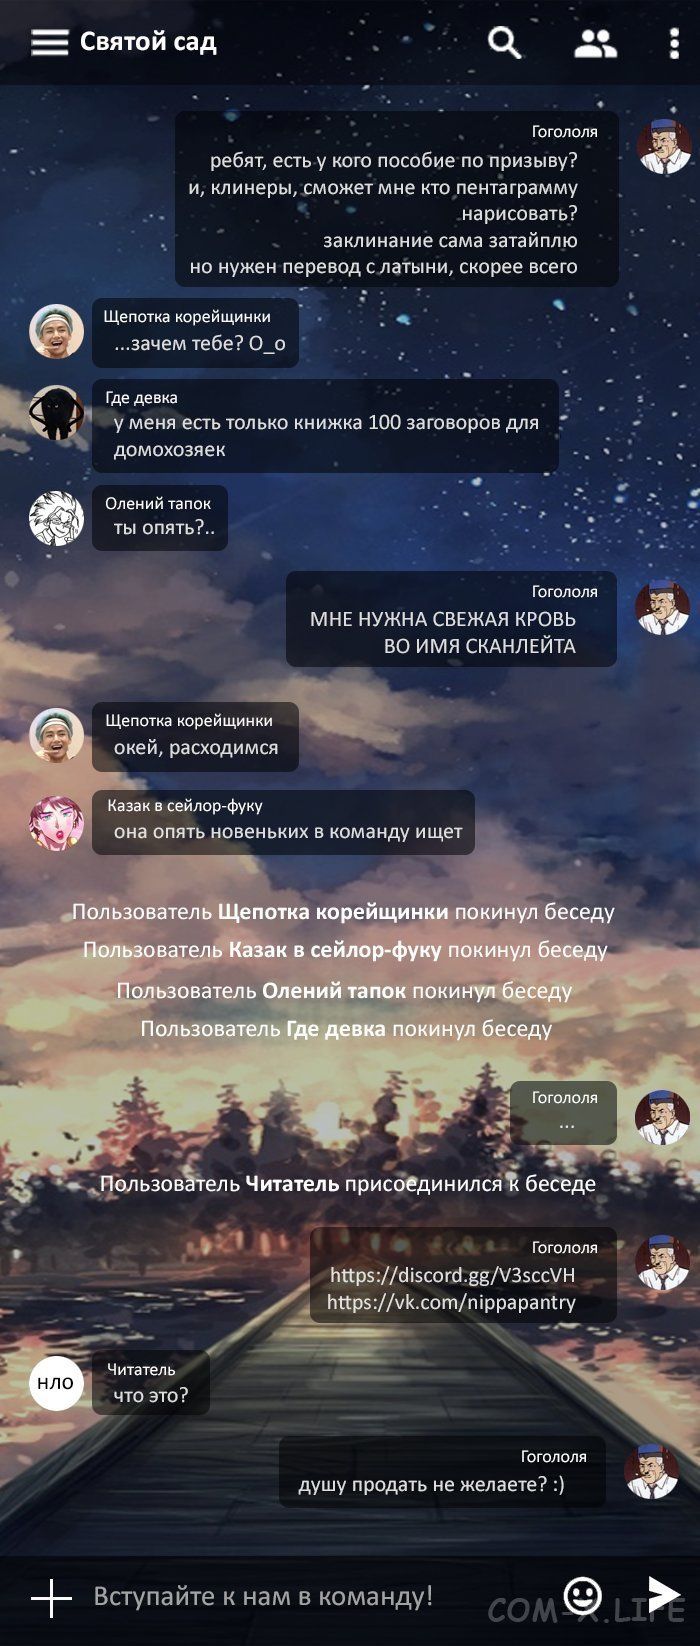 Святой сад
Гогололя
ребят, есть у кого пособие по призыву?
и, клинеры, сможет мне кто пентаграмму
нарисовать?
заклинание сама затайплю
но нужен перевод с латыни, скорее всего
Щепотка корейщинки
...зачем тебе? О_о
Где девка
у меня есть только книжка 100 заговоров для
домохозяек
Олений тапок
ты опять?..
Гогололя
МНЕ НУЖНА СВЕЖАЯ КРОВЬ
ВО ИМЯ СКАНЛЕЙТА
Щепотка корейщинки
окей, расходимся
Казак в сейлор-фуку
она опять новеньких в команду ищет
Пользователь Щепотка корейщинки покинул беседу
Пользователь Казак в сейлор-фуку покинул беседу
Пользователь Олений тапок покинул беседу
Пользователь Где девка покинул беседу
Гогололя
...
Пользователь Читатель присоединился к беседе
Гогололя
https://discord.gg/V3sccVH
https://vk.com/nippapantry
НЛО
Читатель
что это?
Гогололя
душу продать не желаете? :)
Вступайте к нам в команду!
COM-X.LIFE